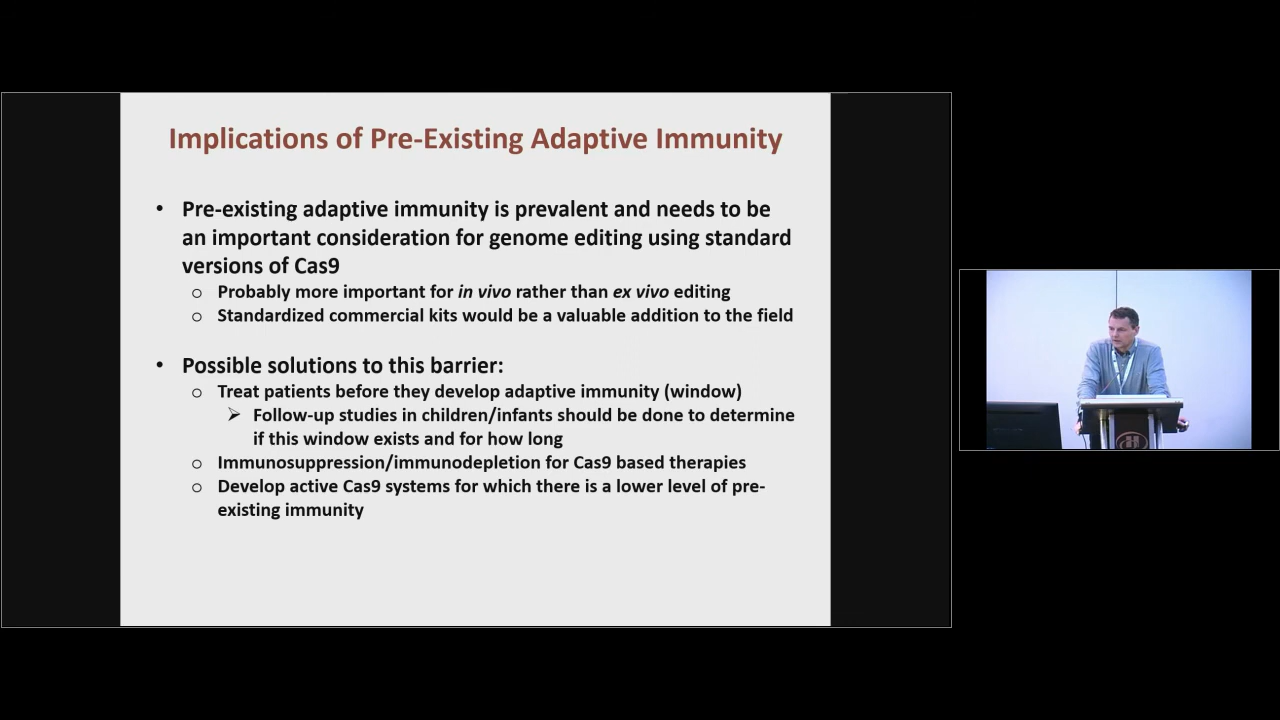 Implications of Pre-Existing Adaptive Immunity
• Pre-existing adaptive immunity is prevalent and needs to be
an important consideration for genome editing using standard
versions of Cas9
o Probably more important for in vivo rather than ex vivo editing
o Standardized commercial kits would be a valuable addition to the field
• Possible solutions to this barrier:
o Treat patients before they develop adaptive immunity (window)
➢ Follow-up studies in children/infants should be done to determine
if this window exists and for how long
o Immunosuppression/immunodepletion for Cas9 based therapies
o Develop active Cas9 systems for which there is a lower level of pre-
existing immunity